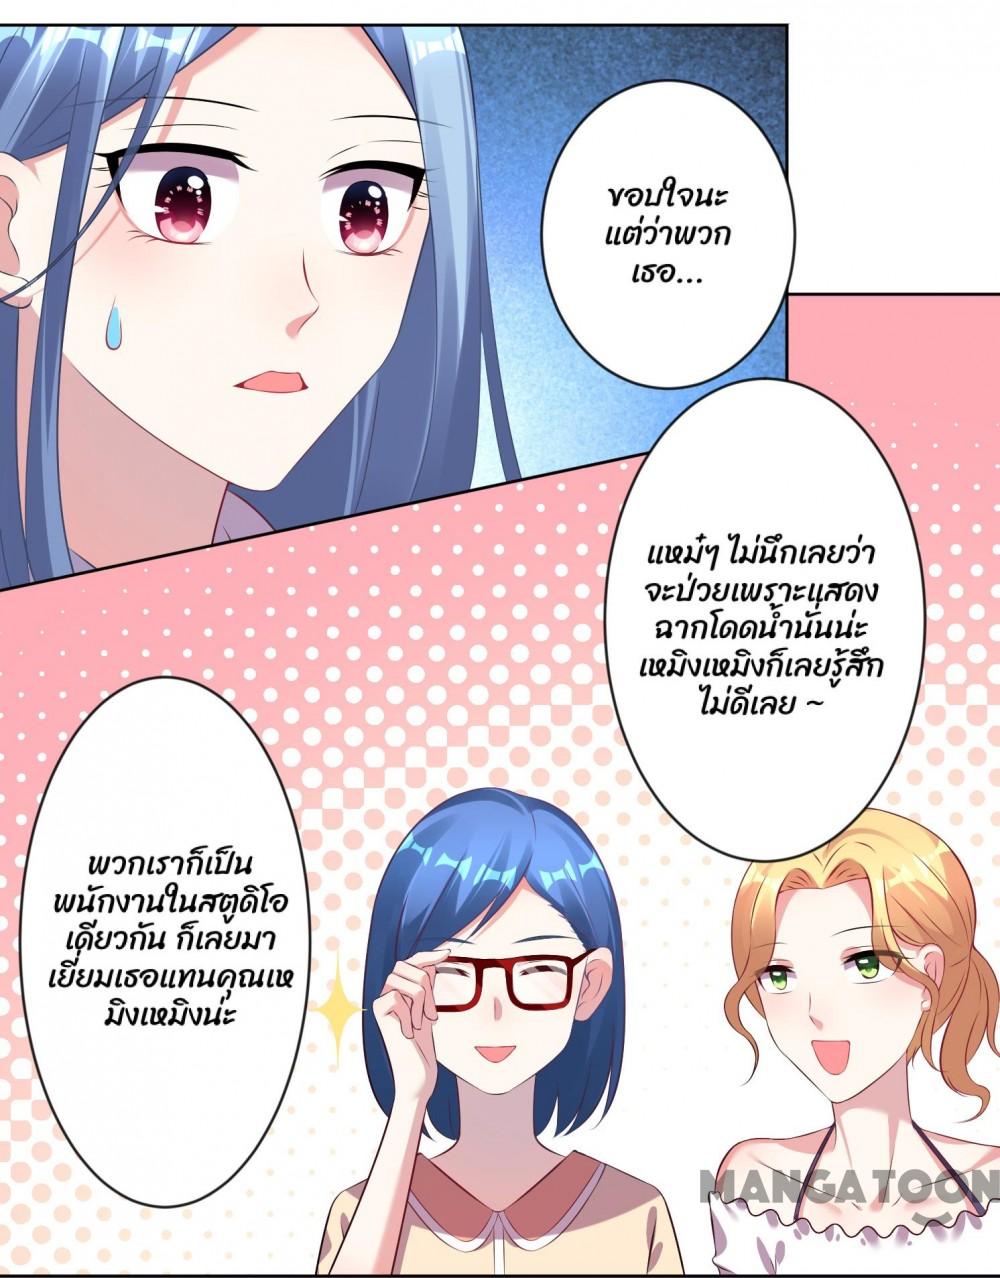 ขอบใจนะ
แต่ว่าพวก
เธอ...
แหม๋ๆ ไม่นึกเลยว่า
จะป่วยเพราะแสดง
ฉากโดดน้ำนั่นน่ะ
เหมิงเหมิงก็เลยรู้สึก
ไม่ดีเลย ~
พวกเราก็เป็น
พนักงานในสตูดิโอ
เดียวกัน ก็เลยมา
เยี่ยมเธอแทนคุณเห
มิงเหมิงน่ะ
MANGATOON